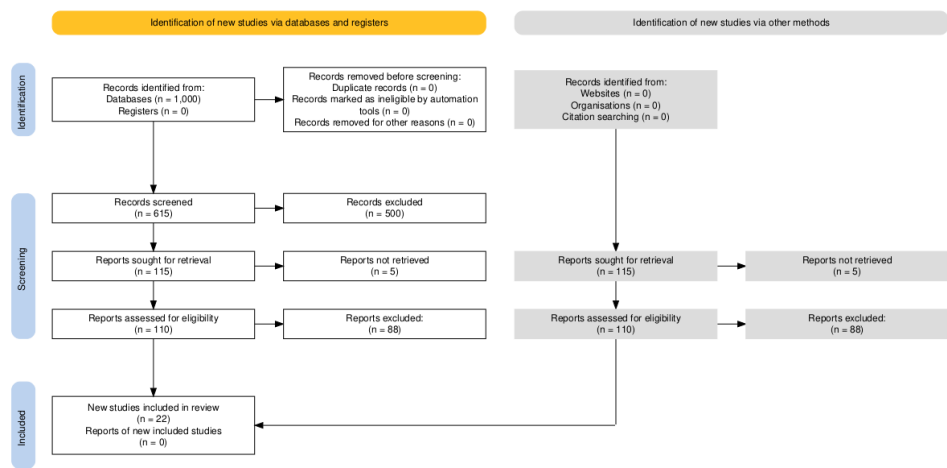 Identification of new studies via databases and registers
Identification of new studies via other methods
Identification
Records identified from:
Databases (n = 1,000)
Registers (n = 0)
Records removed before screening:
Duplicate records (n = 0)
Records marked as ineligible by automation
tools (n = 0)
Records removed for other reasons (n = 0)
Records identified from:
Websites (n = 0)
Organisations (n = 0)
Citation searching (n = 0)
Screening
Records screened
(n = 615)
Records excluded
(n = 500)
Reports sought for retrieval
(n = 115)
Reports not retrieved
(n = 5)
Reports sought for retrieval
(n = 115)
Reports not retrieved
(n = 5)
Reports assessed for eligibility
(n = 110)
Reports excluded:
(n = 88)
Reports assessed for eligibility
(n = 110)
Reports excluded:
(n = 88)
Included
New studies included in review
(n = 22)
Reports of new included studies
(n = 0)